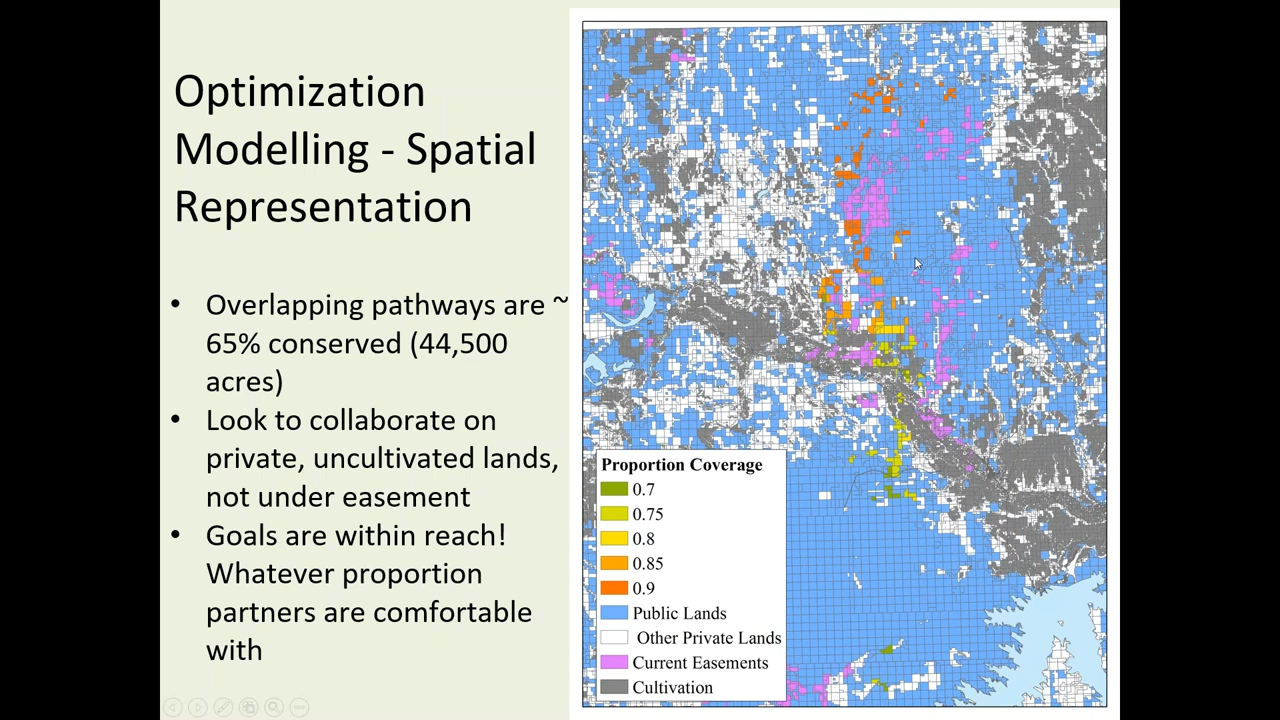 Optimization
Modelling - Spatial
Representation
• Overlapping pathways are ~
65% conserved (44,500
acres)
• Look to collaborate on
private, uncultivated lands,
not under easement
• Goals are within reach!
Whatever proportion
partners are comfortable
with
Proportion Coverage
0.7
0.75
0.8
0.85
0.9
Public Lands
Other Private Lands
Current Easements
Cultivation